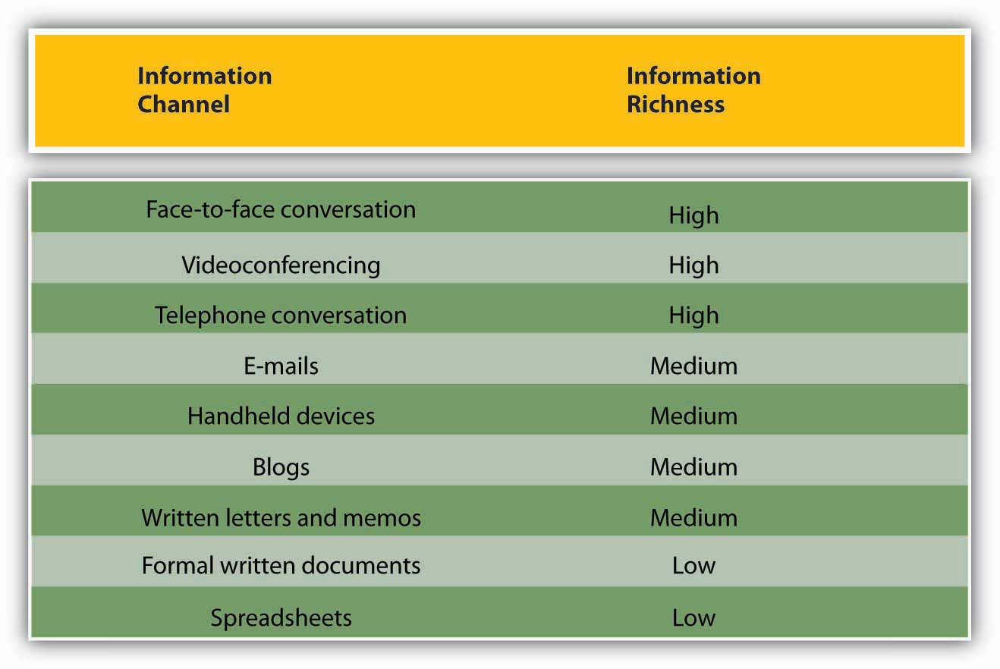 Information Channel
Information Richness
Face-to-face conversation High
Videoconferencing High
Telephone conversation High
E-mails Medium
Handheld devices Medium
Blogs Medium
Written letters and memos Medium
Formal written documents Low
Spreadsheets Low